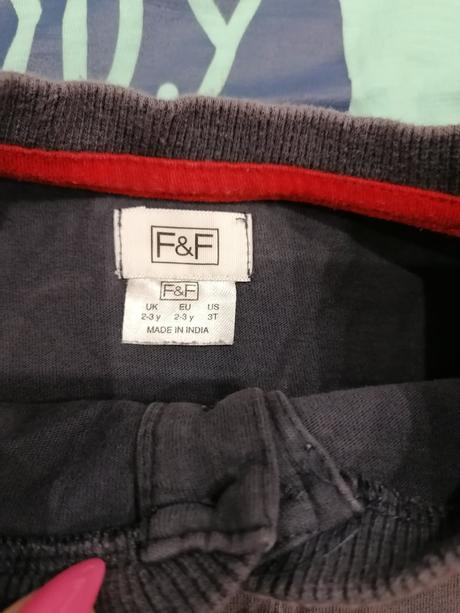 F&F
F&F
UK EU US
2-3 y 2-3 y 3T
MADE IN INDIA